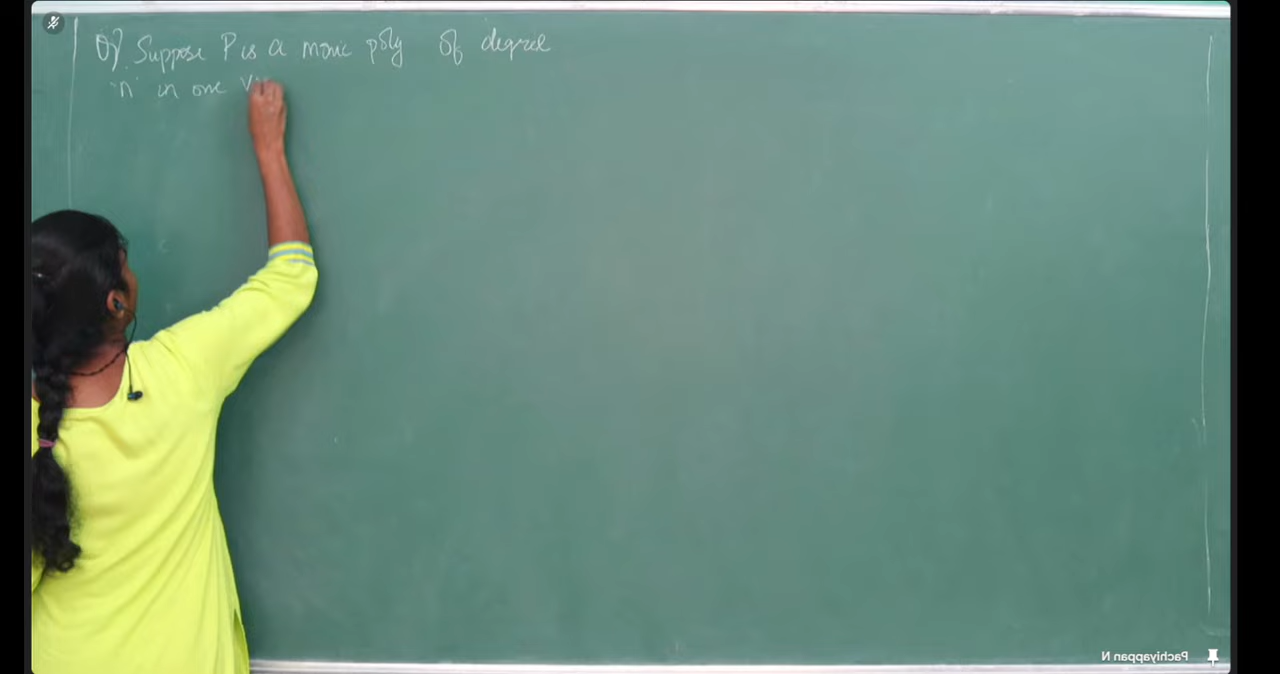 Q? Suppose P is a monic poly of degree
"n" in one
Pachiyappan N